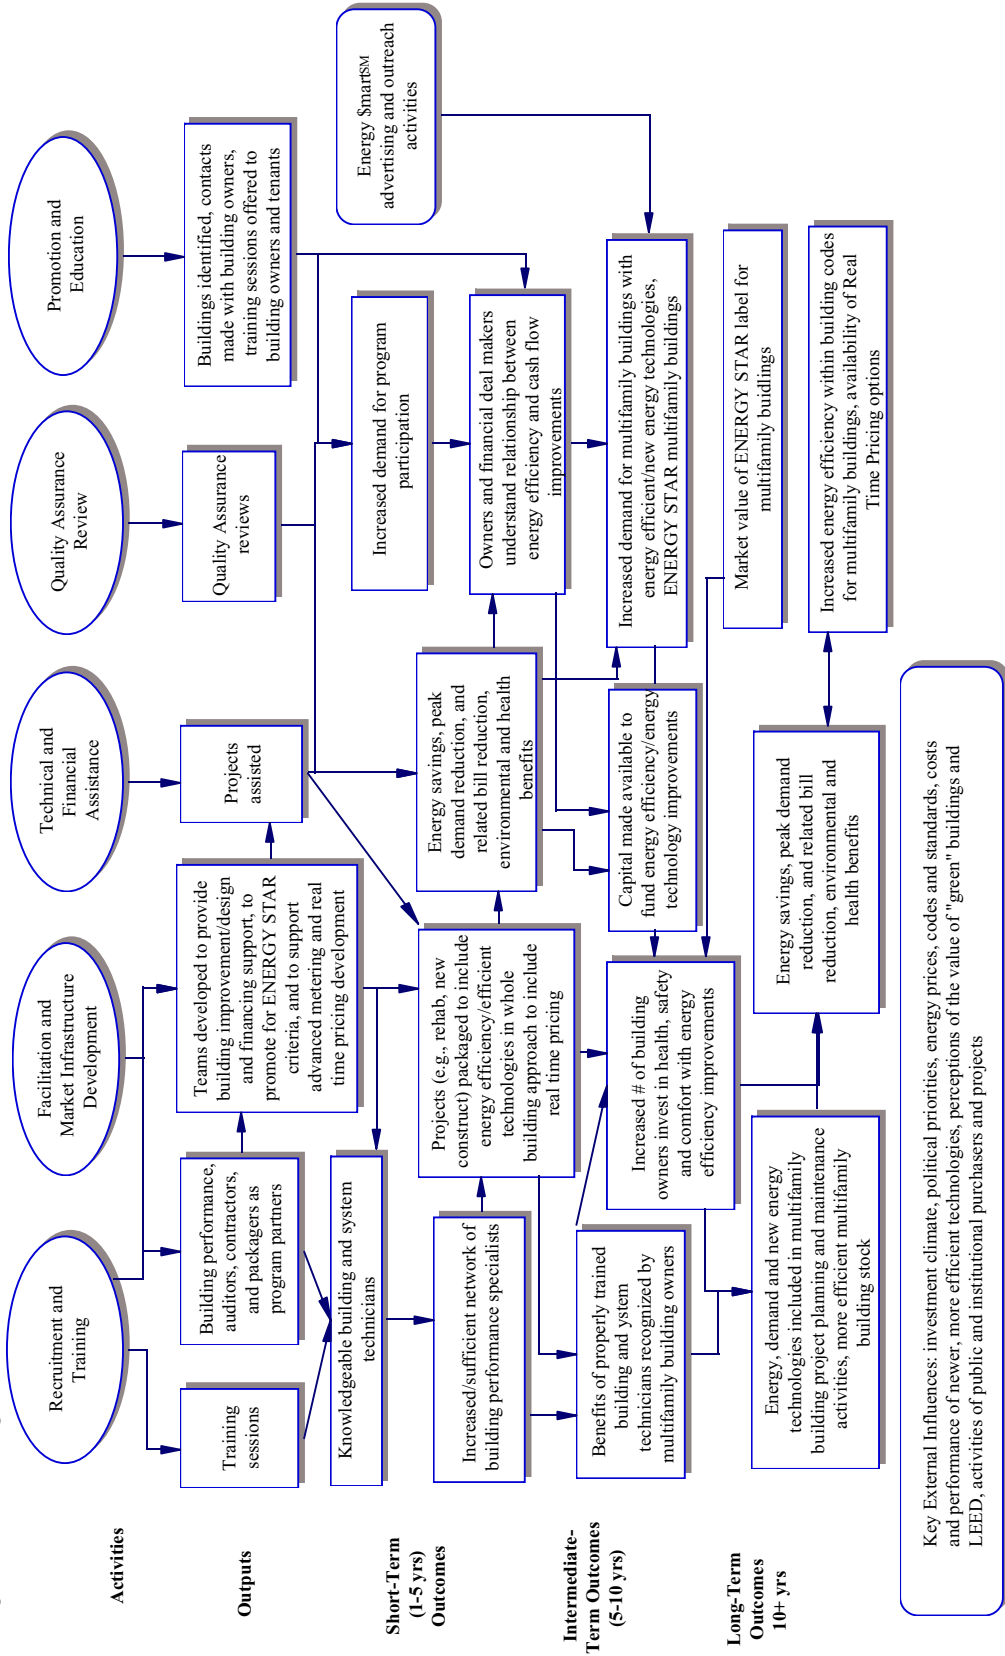 Activities
Recruitment and
Training
Facilitation and
Market Infrastructure
Development
Technical and
Financial
Assistance
Quality Assurance
Review
Promotion and
Education
Outputs
Training
sessions
Building performance,
auditors, contractors,
and packagers as
program partners
Teams developed to provide
building improvement/design
and financing support, to
promote for ENERGY STAR
criteria, and to support
advanced metering and real
time pricing development
Projects
assisted
Quality Assurance
reviews
Buildings identified, contacts
made with building owners,
training sessions offered to
building owners and tenants
Short-Term
(1-5 yrs)
Outcomes
Knowledgeable building and system
technicians
Increased/sufficient network of
building performance specialists
Projects (e.g., rehab, new
construct) packaged to include
energy efficiency/efficient
technologies in whole
building approach to include
real time pricing
Energy savings, peak
demand reduction, and
related bill reduction,
environmental and health
benefits
Increased demand for program
participation
Owners and financial deal makers
understand relationship between
energy efficiency and cash flow
improvements
Energy $martSM
advertising and outreach
activities
Intermediate-
Term Outcomes
(5-10 yrs)
Benefits of properly trained
building and ystem
technicians recognized by
multifamily building owners
Increased # of building
owners invest in health, safety
and comfort with energy
efficiency improvements
Capital made available to
fund energy efficiency/energy
technology improvements
Increased demand for multifamily buildings with
energy efficient/new energy technologies,
ENERGY STAR multifamily buildings
Long-Term
Outcomes
10+ yrs
Energy, demand and new energy
technologies included in multifamily
building project planning and maintenance
activities, more efficient multifamily
building stock
Energy savings, peak demand
reduction, and related bill
reduction, environmental and
health benefits
Market value of ENERGY STAR label for
multifamily buidlings
Increased energy efficiency within building codes
for multifamily buildings, availability of Real
Time Pricing options
Key External Influences: investment climate, political priorities, energy prices, codes and standards, costs
and performance of newer, more efficient technologies, perceptions of the value of "green" buildings and
LEED, activities of public and institutional purchasers and projects